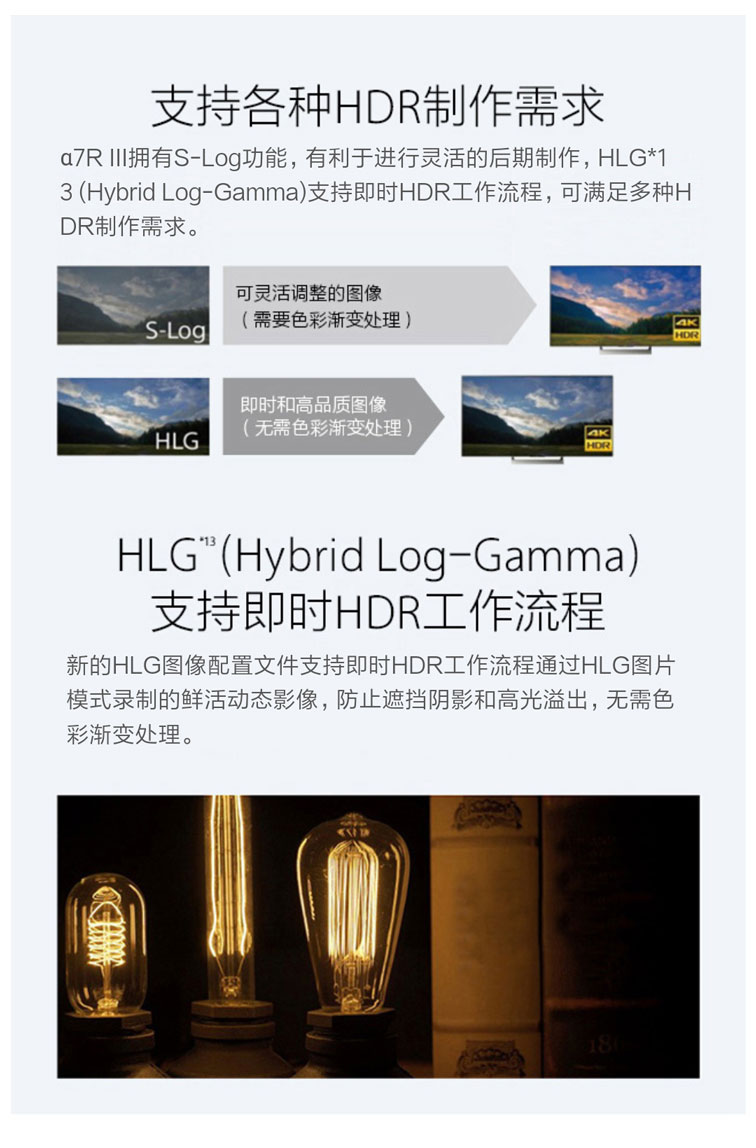 支持各种HDR制作需求
α7R III拥有S-Log功能，有利于进行灵活的后期制作，HLG*1
3 (Hybrid Log-Gamma)支持即时HDR工作流程，可满足多种H
DR制作需求。
S-Log
可灵活调整的图像
（需要色彩渐变处理）
4K
HDR
HLG
即时和高品质图像
（无需色彩渐变处理）
4K
HDR
HLG*13(Hybrid Log-Gamma)
支持即时HDR工作流程
新的HLG图像配置文件支持即时HDR工作流程通过HLG图片
模式录制的鲜活动态影像，防止遮挡阴影和高光溢出，无需色
彩渐变处理。